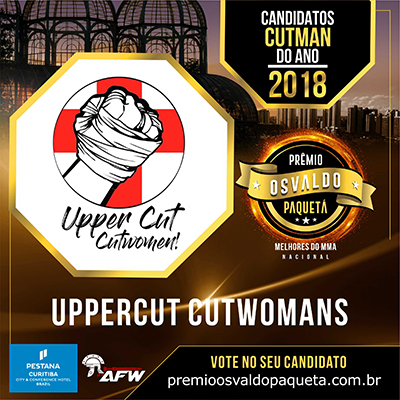 CANDIDATOS
CUTMAN
DO ANO
2018
Upper Cut
Cutwomen!
PRÊMIO
OSVALDO
PAQUETÁ
MELHORES DO MMA
NACIONAL
UPPERCUT CUTWOMANS
PESTANA
CURITIBA
CITY & CONFERENCE HOTEL
BRASIL
AFW
VOTE NO SEU CANDIDATO
premioosvaldopaqueta.com.br